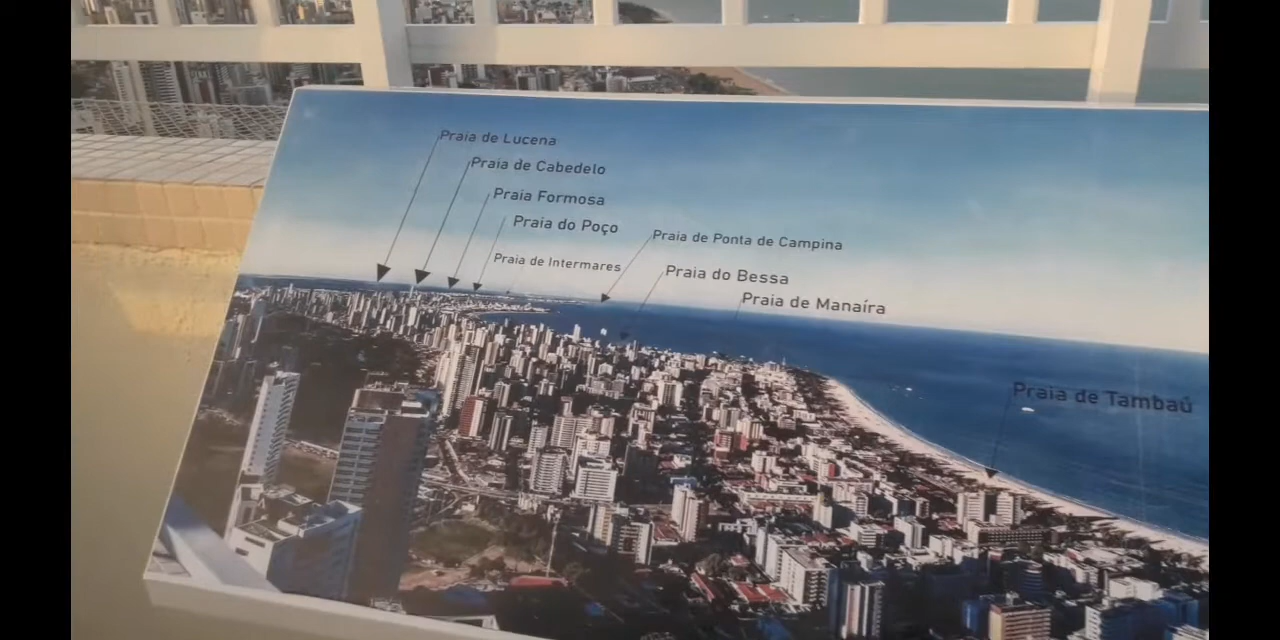 Praia de Lucena
Praia de Cabedelo
Praia Formosa
Praia do Poço
Praia de Ponta de Campina
Praia de Intermares
Praia do Bessa
Praia de Manaíra
Praia de Tambaú